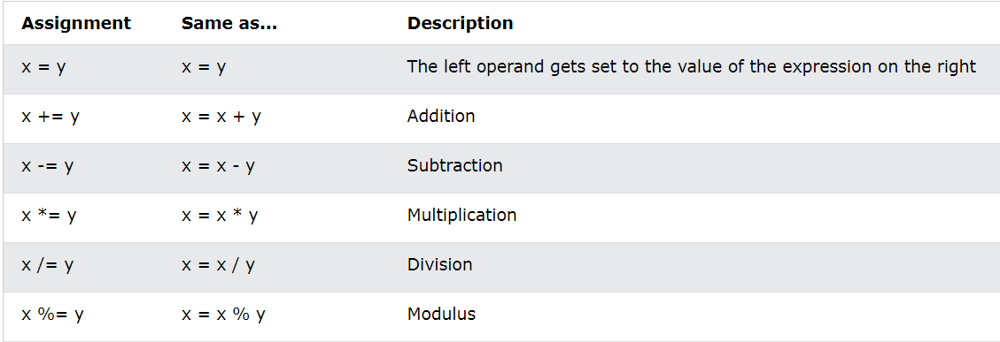 Assignment Same as... Description
x = y x = y The left operand gets set to the value of the expression on the right
x += y x = x + y Addition
x -= y x = x - y Subtraction
x *= y x = x * y Multiplication
x /= y x = x / y Division
x %= y x = x % y Modulus